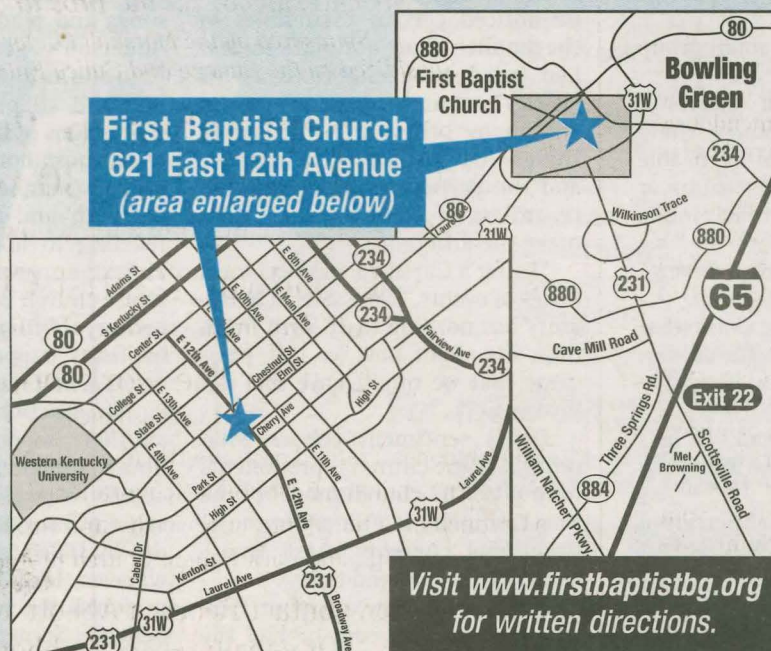 80
880
First Baptist
Church
Bowling
Green
31W
234
First Baptist Church
621 East 12th Avenue
(area enlarged below)
Wilkinson Trace
80
Laurel
31W
880
231
65
880
Cave Mill Road
Exit 22
Three Springs Rd.
Scottsville Road
Mel
Browning
884
William Natcher Pkwy.
Adams St
S Kentucky St
Center St
80
80
E 8th Ave
E Main Ave
E 10th Ave
Ave
E 12th Ave
234
234
Fairview Ave
234
Chestnut St
Elm St
High St
College St
State St
E 13th Ave
E 4th Ave
Cherry Ave
E 11th Ave
Park St
High St
E 12th Ave
Western Kentucky
University
Laurel Ave
31W
Cabell Dr
Kenton St
Laurel Ave
231
Broadway Ave
31W
231
Visit www.firstbaptistbg.org
for written directions.